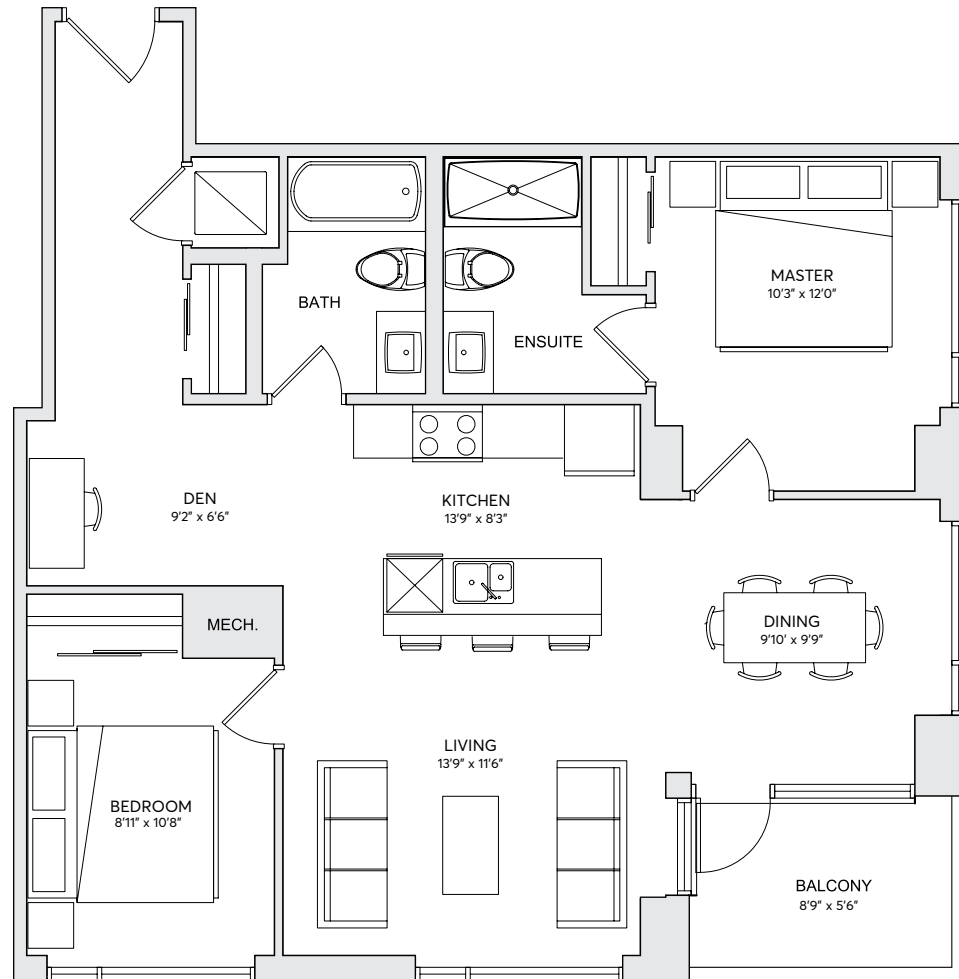 MASTER
10'3" x 12'0"
BATH
ENSUITE
DEN
9'2" x 6'6"
KITCHEN
13'9" x 8'3"
MECH.
DINING
9'10' x 9'9"
LIVING
13'9" x 11'6"
BEDROOM
8'11" x 10'8"
BALCONY
8'9" x 5'6"